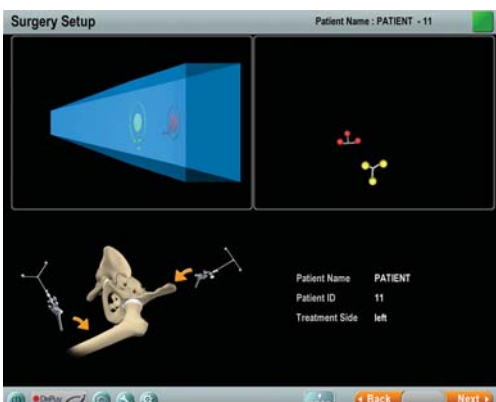 Surgery Setup
Patient Name : PATIENT - 11
Patient Name PATIENT
Patient ID 11
Treatment Side left
DePuy
Back
Next